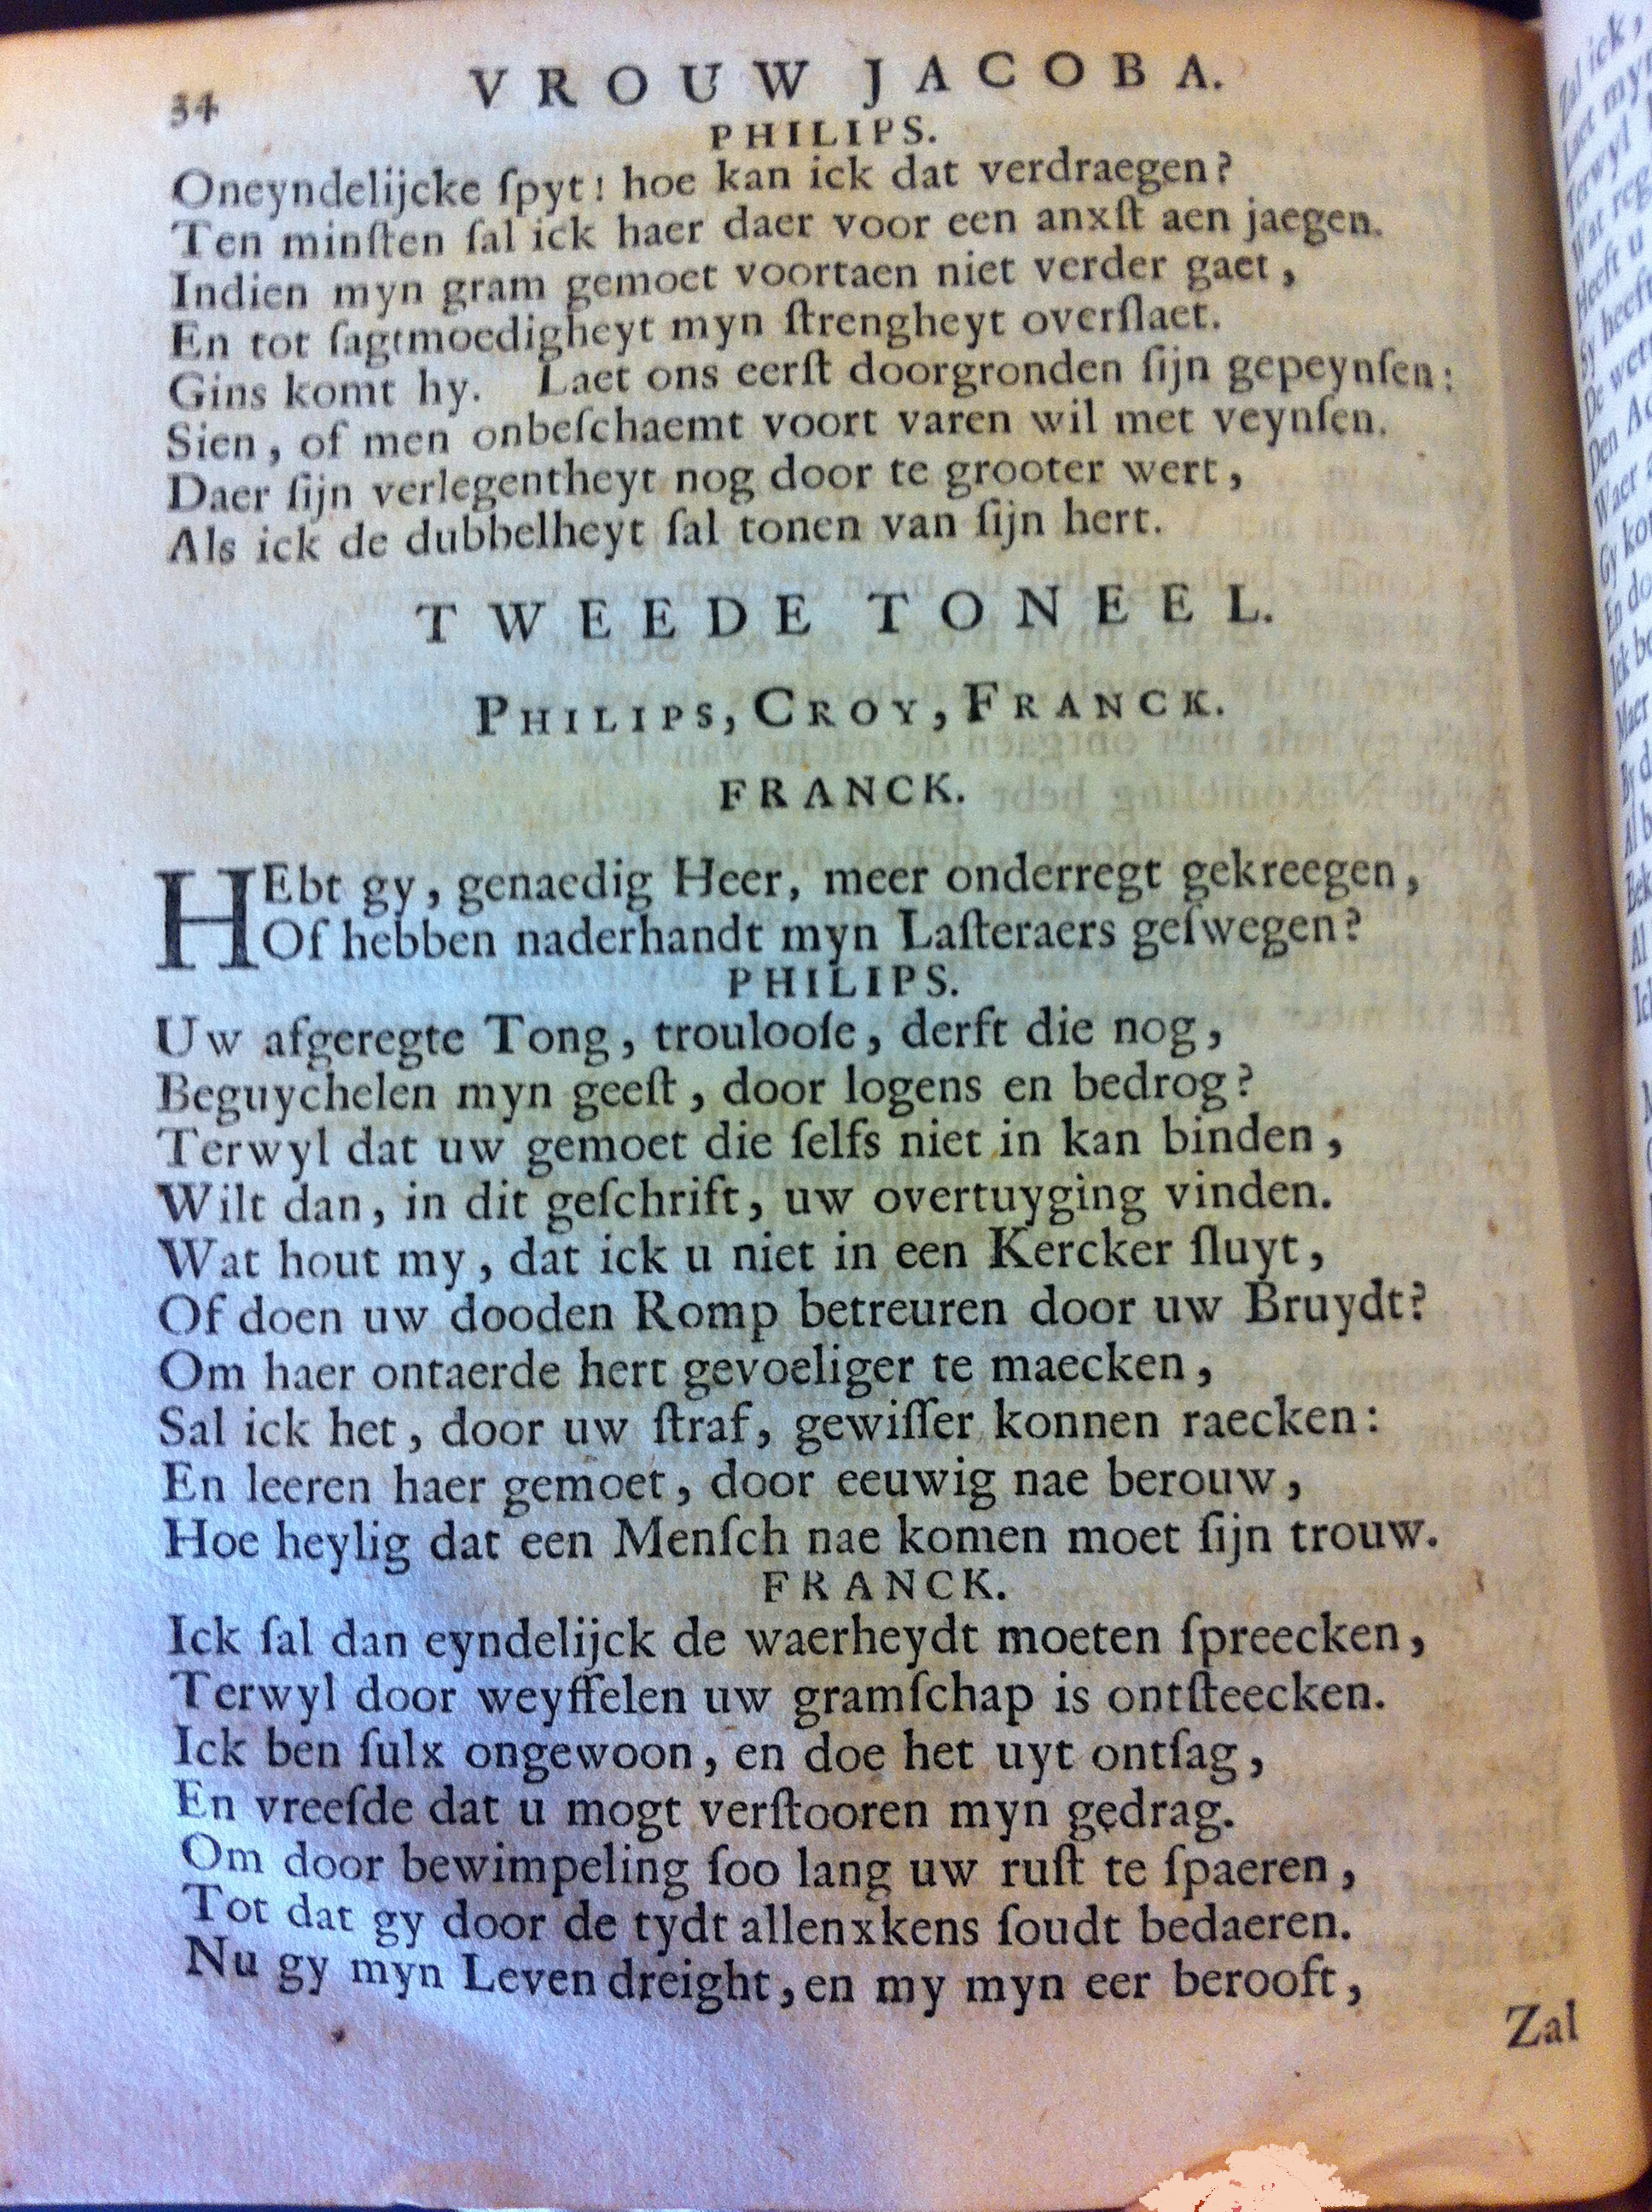 34 VROUW JACOBA.
PHILIPS.
Oneyndelijcke ſpyt! hoe kan ick dat verdraegen?
Ten minſten ſal ick haer daer voor een anxſt aen jaegen.
Indien myn gram gemoet voortaen niet verder gaet,
En tot ſagtmoedigheyt myn ſtrengheyt overſlaet.
Gins komt hy. Laet ons eerſt doorgronden ſijn gepeynſen:
Sien, of men onbeſchaemt voort varen wil met veynſen.
Daer ſijn verlegentheyt nog door te grooter wert,
Als ick de dubbelheyt ſal tonen van ſijn hert.
TWEEDE TONEEL.
PHILIPS, CROY, FRANCK.
FRANCK.
HEbt gy, genaedig Heer, meer onderregt gekreegen,
Of hebben naderhandt myn Laſteraers geſwegen?
PHILIPS.
Uw afgeregte Tong, troulooſe, derft die nog,
Beguychelen myn geeſt, door logens en bedrog?
Terwyl dat uw gemoet die ſelfs niet in kan binden,
Wilt dan, in dit geſchrift, uw overtuyging vinden.
Wat hout my, dat ick u niet in een Kercker ſluyt,
Of doen uw dooden Romp betreuren door uw Bruydt?
Om haer ontaerde hert gevoeliger te maecken,
Sal ick het, door uw ſtraf, gewiſſer konnen raecken:
En leeren haer gemoet, door eeuwig nae berouw,
Hoe heylig dat een Menſch nae komen moet ſijn trouw.
FRANCK.
Ick ſal dan eyndelijck de waerheydt moeten ſpreecken,
Terwyl door weyffelen uw gramſchap is ontſteecken.
Ick ben ſulx ongewoon, en doe het uyt ontſag,
En vreeſde dat u mogt verſtooren myn gedrag.
Om door bewimpeling ſoo lang uw ruſt te ſpaeren,
Tot dat gy door de tydt allenxkens ſoudt bedaeren.
Nu gy myn Leven dreight, en my myn eer berooft,
Zal